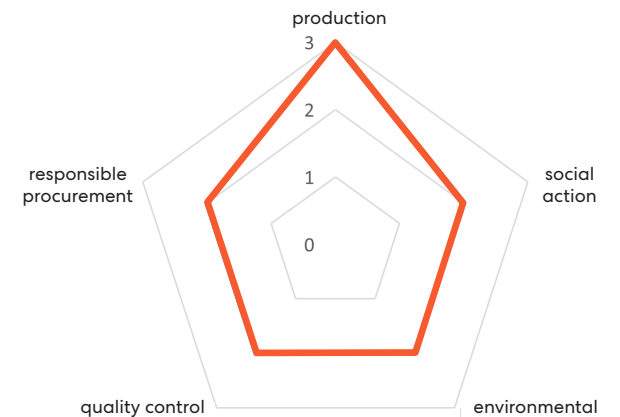 production
3
2
responsible
procurement
social
action
1
0
quality control
environmental